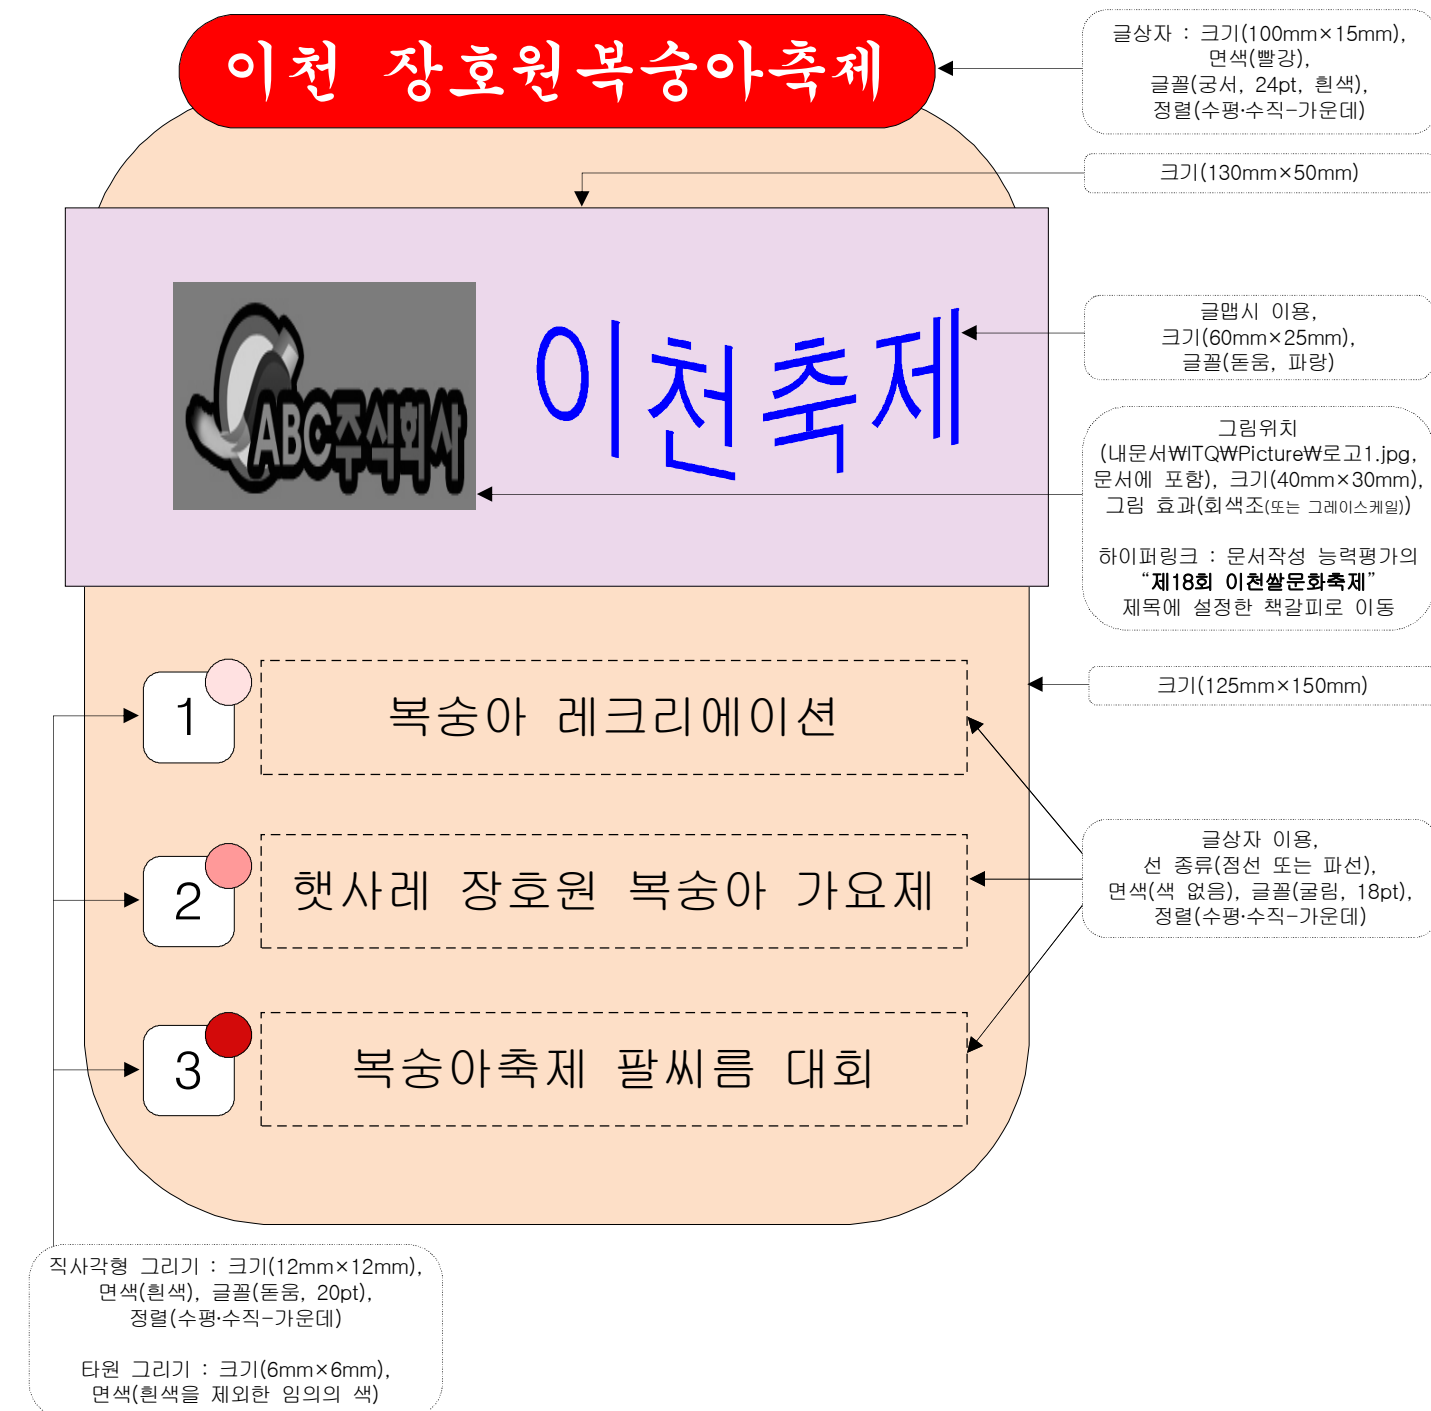 이천 장호원복숭아축제
글상자 : 크기(100mm×15mm),
면색(빨강),
글꼴(궁서, 24pt, 흰색),
정렬(수평·수직-가운데)
크기(130mm×50mm)
ABC주식회사
이천축제
글맵시 이용,
크기(60mm×25mm),
글꼴(돋움, 파랑)
그림위치
(내문서₩ITQ₩Picture₩로고1.jpg,
문서에 포함), 크기(40mm×30mm),
그림 효과(회색조(또는 그레이스케일))
하이퍼링크 : 문서작성 능력평가의
“제18회 이천쌀문화축제”
제목에 설정한 책갈피로 이동
크기(125mm×150mm)
1
복숭아 레크리에이션
2
햇사레 장호원 복숭아 가요제
3
복숭아축제 팔씨름 대회
글상자 이용,
선 종류(점선 또는 파선),
면색(색 없음), 글꼴(굴림, 18pt),
정렬(수평·수직-가운데)
직사각형 그리기 : 크기(12mm×12mm),
면색(흰색), 글꼴(돋움, 20pt),
정렬(수평·수직-가운데)
타원 그리기 : 크기(6mm×6mm),
면색(흰색을 제외한 임의의 색)